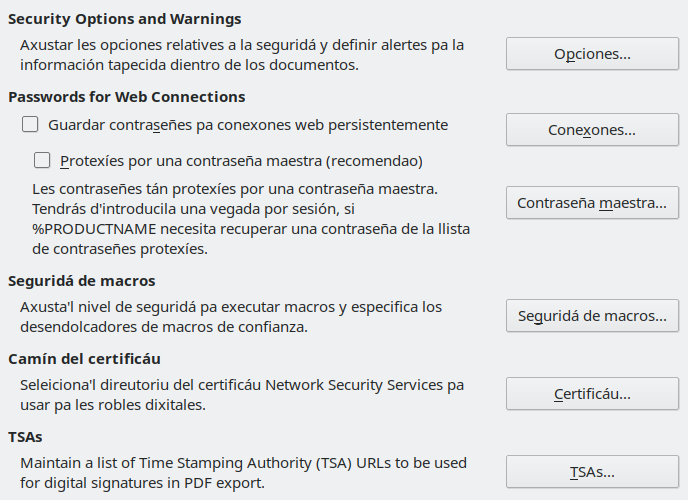 Security Options and Warnings
Axustar les opciones relatives a la seguridá y definir alertes pa la
información tapecida dientro de los documentos.
Opciones...
Passwords for Web Connections
Guardar contraseñes pa conexones web persistentemente
Conexones...
Protexíes por una contraseña maestra (recomendao)
Les contraseñes tán protexíes por una contraseña maestra.
Tendrás d'introducila una vegada por sesión, si
%PRODUCTNAME necesita recuperar una contraseña de la llista
de contraseñes protexíes.
Contraseña maestra...
Seguridá de macros
Axusta'l nivel de seguridá pa executar macros y especifica los
desendolcadores de macros de confianza.
Seguridá de macros...
Camín del certificáu
Seleiciona'l direutoriu del certificáu Network Security Services pa
usar pa les robles dixitales.
Certificáu...
TSAs
Maintain a list of Time Stamping Authority (TSA) URLs to be used
for digital signatures in PDF export.
TSAs...